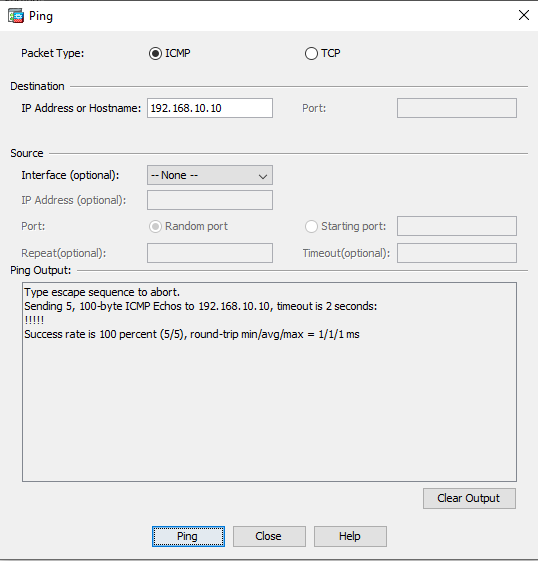 Ping
Packet Type: ICMP TCP
Destination
IP Address or Hostname: 192.168.10.10 Port:
Source
Interface (optional): -- None --
IP Address (optional):
Port: Random port Starting port:
Repeat(optional): Timeout(optional):
Ping Output:
Type escape sequence to abort.
Sending 5, 100-byte ICMP Echos to 192.168.10.10, timeout is 2 seconds:
!!!!!
Success rate is 100 percent (5/5), round-trip min/avg/max = 1/1/1 ms
Clear Output
Ping Close Help